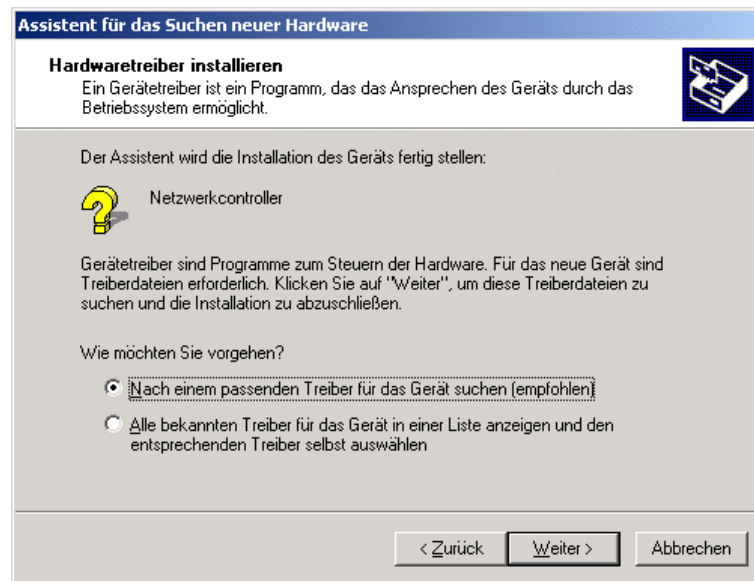 Assistent für das Suchen neuer Hardware
Hardwaretreiber installieren
Ein Gerätetreiber ist ein Programm, das das Ansprechen des Geräts durch das
Betriebssystem ermöglicht.
Der Assistent wird die Installation des Geräts fertig stellen:
Netzwerkcontroller
Gerätetreiber sind Programme zum Steuern der Hardware. Für das neue Gerät sind
Treiberdateien erforderlich. Klicken Sie auf "Weiter", um diese Treiberdateien zu
suchen und die Installation zu abzuschließen.
Wie möchten Sie vorgehen?
Nach einem passenden Treiber für das Gerät suchen (empfohlen)
Alle bekannten Treiber für das Gerät in einer Liste anzeigen und den
entsprechenden Treiber selbst auswählen
< Zurück Weiter > Abbrechen